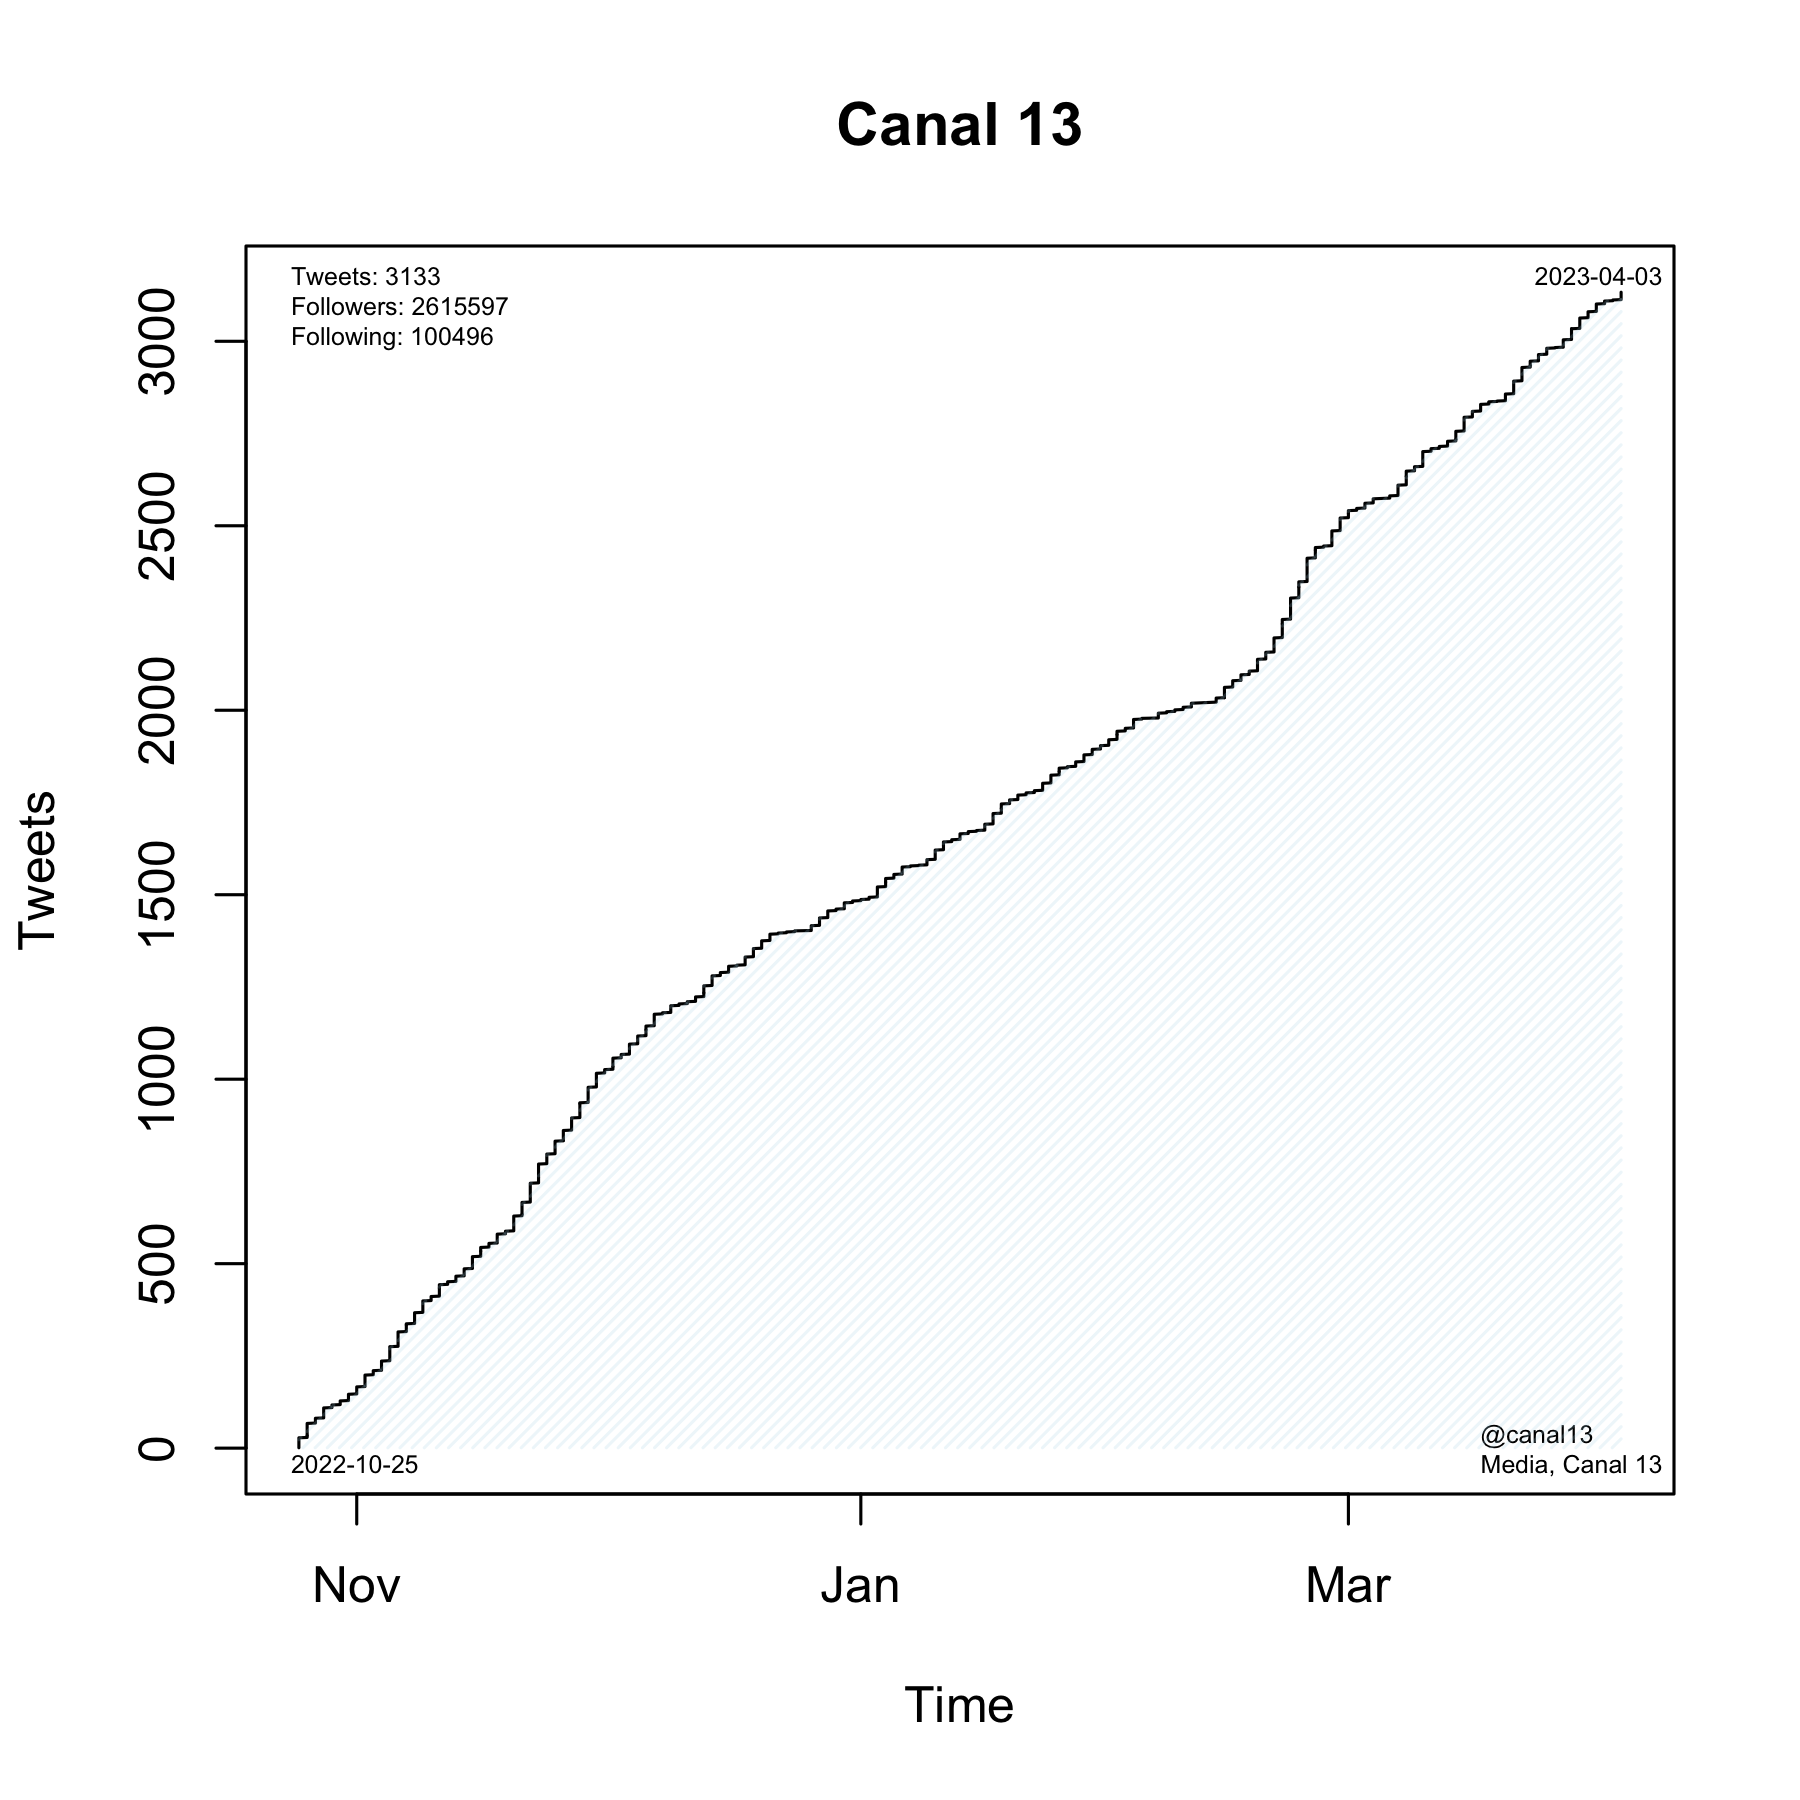 Canal 13
Tweets: 3133
Followers: 2615597
Following: 100496
2023-04-03
3000
2500
2000
1500
1000
500
0
Tweets
@canal13
Media, Canal 13
2022-10-25
Nov
Jan
Mar
Time